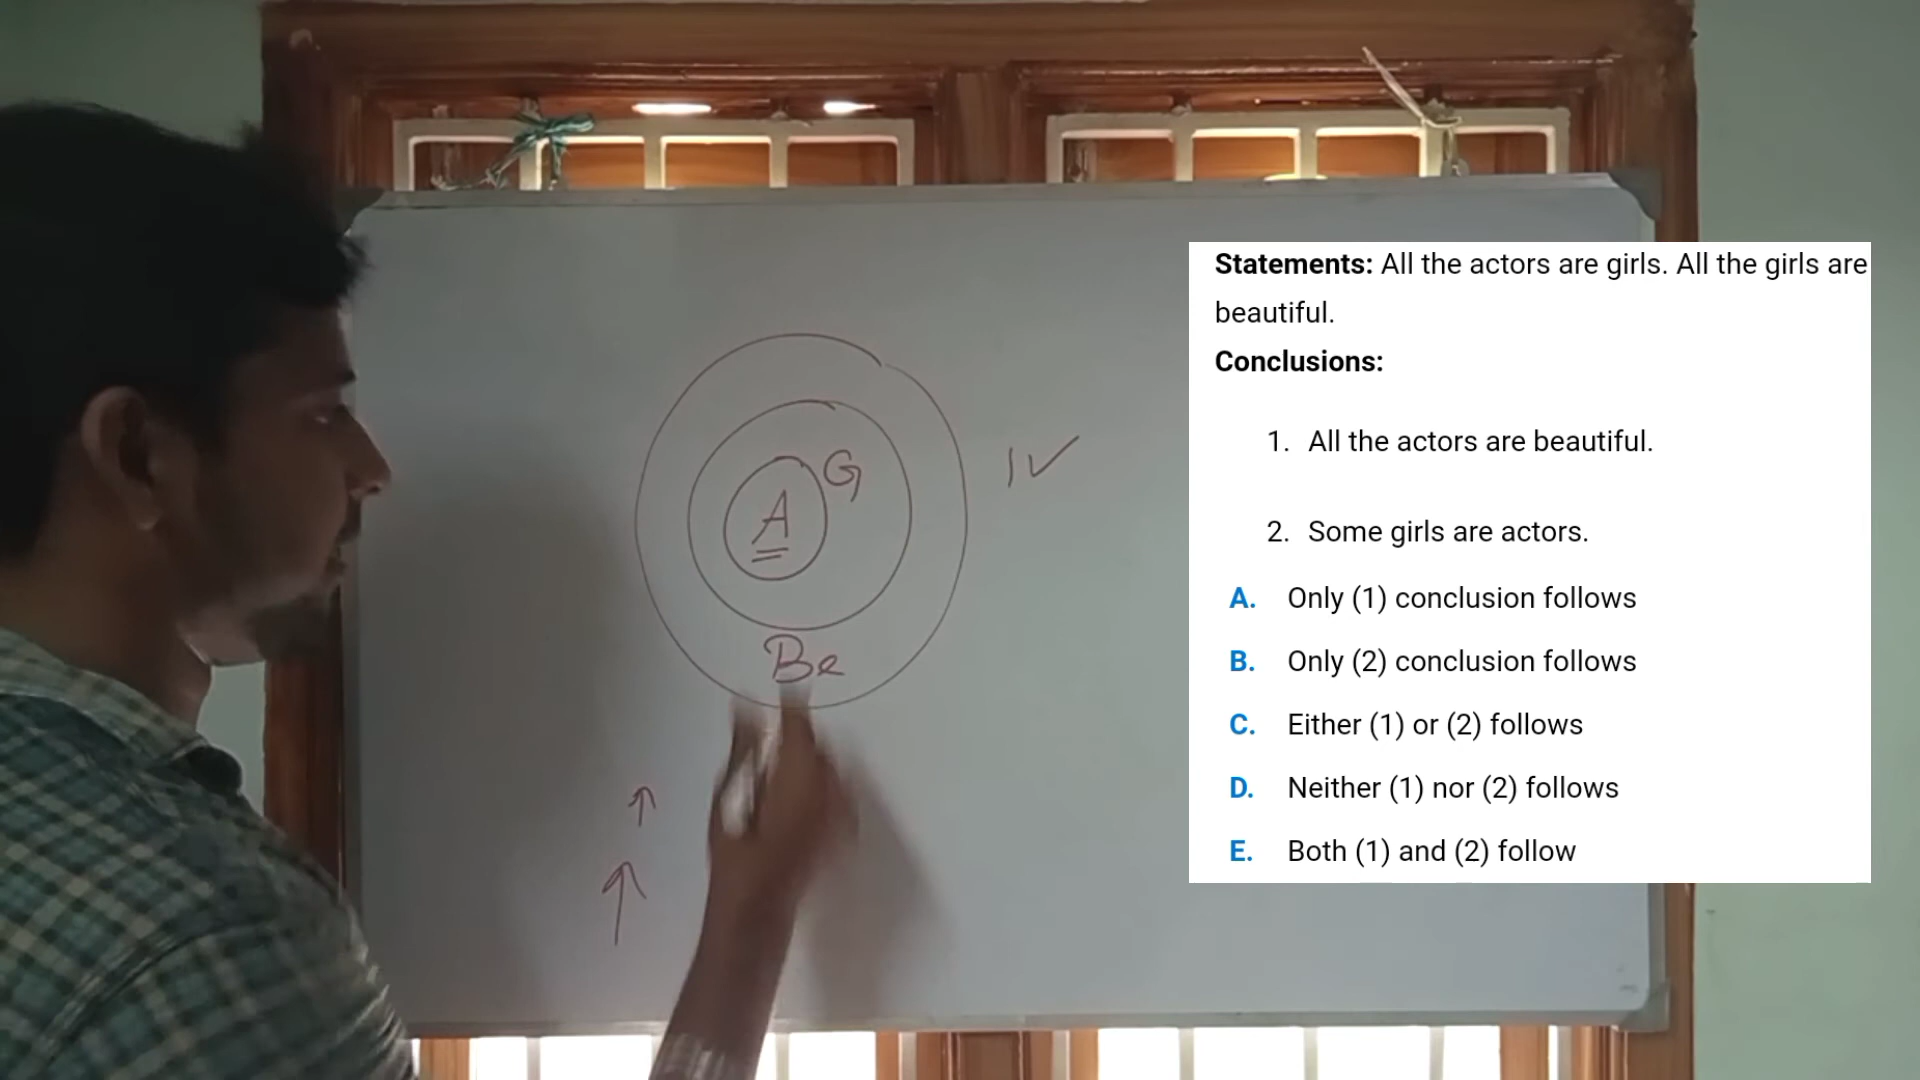 A
G
Be
1 ✓
↑
↑
Statements: All the actors are girls. All the girls are
beautiful.
Conclusions:
1. All the actors are beautiful.
2. Some girls are actors.
A. Only (1) conclusion follows
B. Only (2) conclusion follows
C. Either (1) or (2) follows
D. Neither (1) nor (2) follows
E. Both (1) and (2) follow